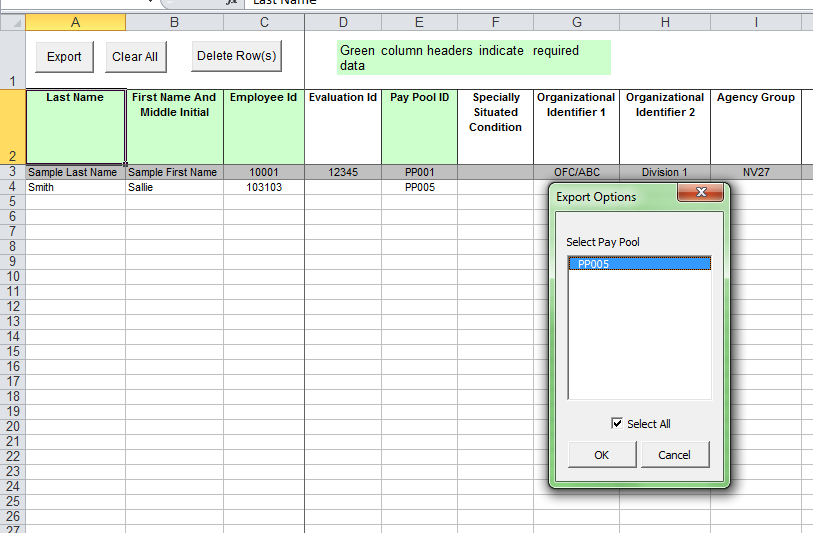 Last Name
A B C D E F G H I
Export Clear All Delete Row(s)
Green column headers indicate required
data
1
Last Name First Name And Middle Initial Employee Id Evaluation Id Pay Pool ID Specially Situated Condition Organizational Identifier 1 Organizational Identifier 2 Agency Group
2
3 Sample Last Name Sample First Name 10001 12345 PP001 OFC/ABC Division 1 NV27
4 Smith Sallie 103103 PP005
5
6
7
8
9
10
11
12
13
14
15
16
17
18
19
20
21
22
23
24
25
26
27
Export Options
Select Pay Pool
PP005
Select All
OK Cancel